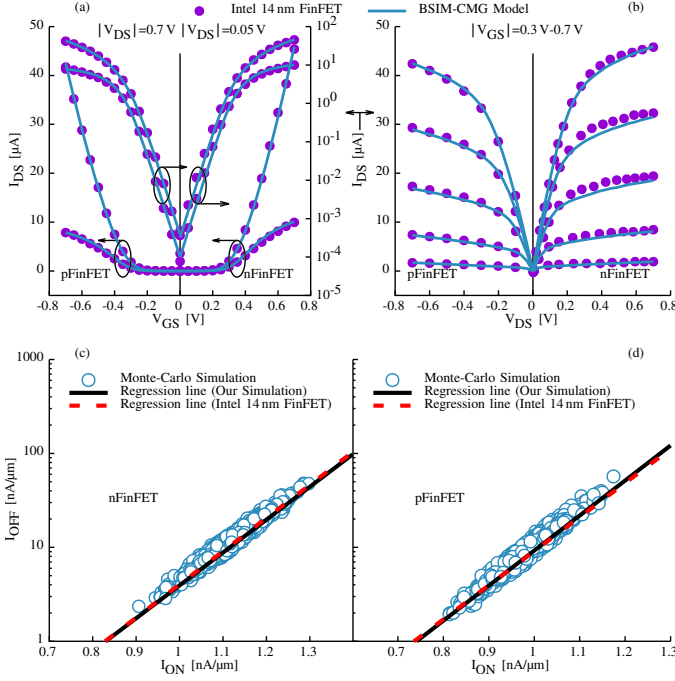 (a) Intel 14 nm FinFET BSIM-CMG Model (b)
|V_DS|=0.7 V |V_DS|=0.05 V
|V_GS|=0.3 V-0.7 V
50 40 30 20 10 0
I_DS [µA]
10^2 10^1 10^0 10^-1 10^-2 10^-3 10^-4 10^-5
I_DS [µA]
50 40 30 20 10 0
pFinFET nFinFET
pFinFET nFinFET
-0.8 -0.6 -0.4 -0.2 0 0.2 0.4 0.6 0.8
V_GS [V]
-0.8 -0.6 -0.4 -0.2 0.0 0.2 0.4 0.6 0.8
V_DS [V]
(c)
Monte-Carlo Simulation
Regression line (Our Simulation)
Regression line (Intel 14 nm FinFET)
nFinFET
1000 100 10 1
I_OFF [nA/µm]
0.7 0.8 0.9 1 1.1 1.2 1.3
I_ON [nA/µm]
(d)
Monte-Carlo Simulation
Regression line (Our Simulation)
Regression line (Intel 14 nm FinFET)
pFinFET
0.7 0.8 0.9 1 1.1 1.2 1.3
I_ON [nA/µm]